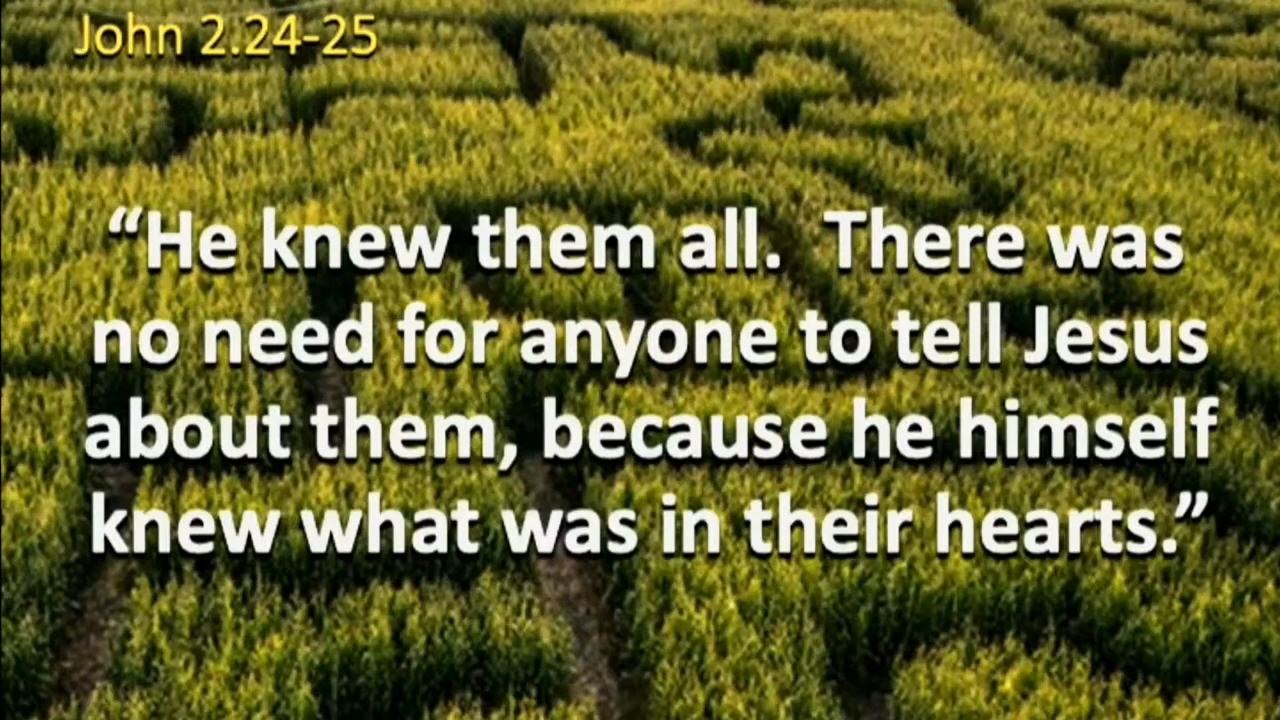 John 2.24-25
“He knew them all.  There was
no need for anyone to tell Jesus
about them, because he himself
knew what was in their hearts.”